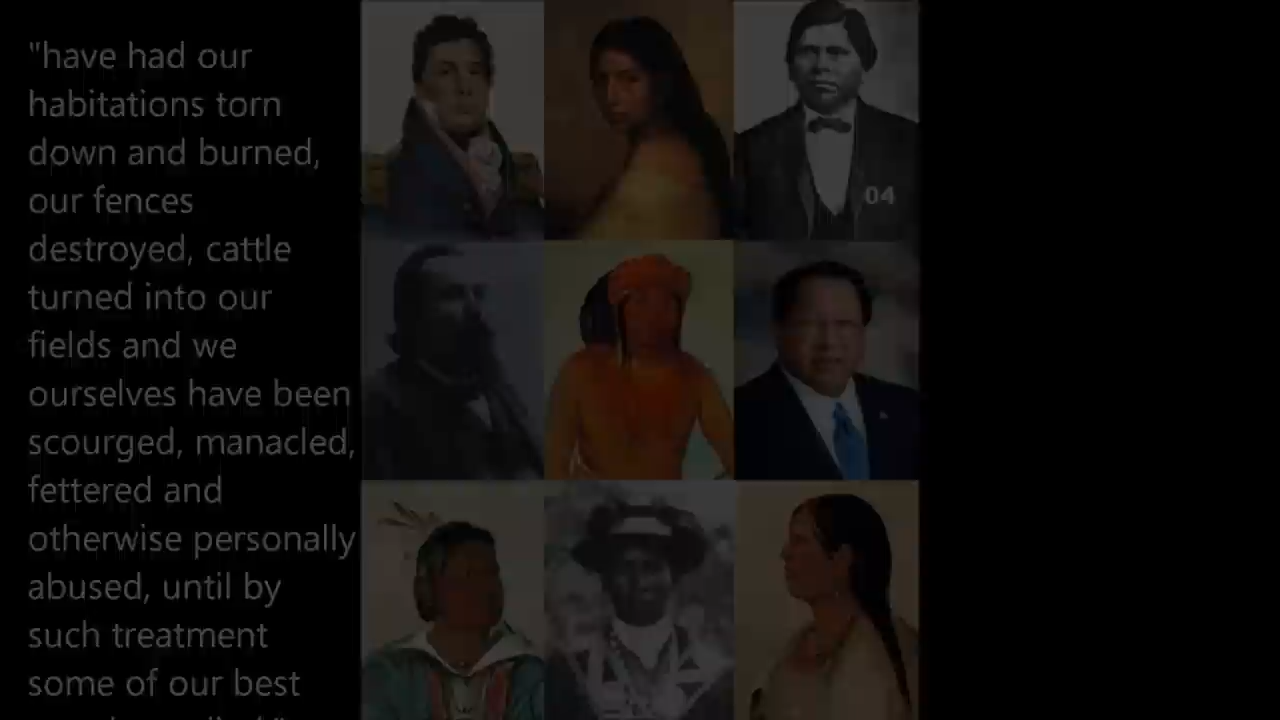 "have had our
habitations torn
down and burned,
our fences
destroyed, cattle
turned into our
fields and we
ourselves have been
scourged, manacled,
fettered and
otherwise personally
abused, until by
such treatment
some of our best
04